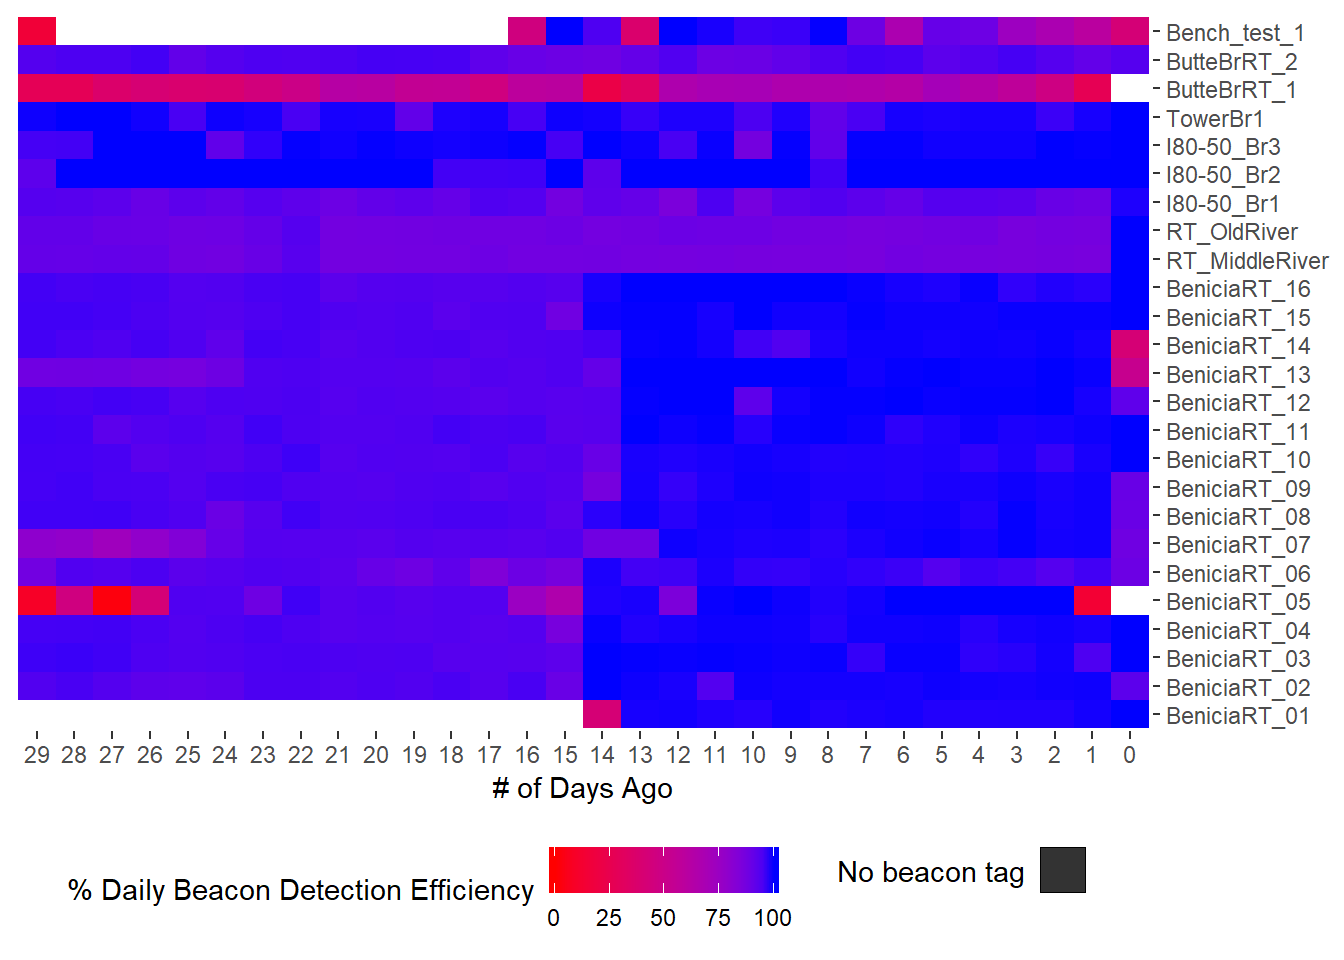 Bench_test_1
ButteBrRT_2
ButteBrRT_1
TowerBr1
I80-50_Br3
I80-50_Br2
I80-50_Br1
RT_OldRiver
RT_MiddleRiver
BeniciaRT_16
BeniciaRT_15
BeniciaRT_14
BeniciaRT_13
BeniciaRT_12
BeniciaRT_11
BeniciaRT_10
BeniciaRT_09
BeniciaRT_08
BeniciaRT_07
BeniciaRT_06
BeniciaRT_05
BeniciaRT_04
BeniciaRT_03
BeniciaRT_02
BeniciaRT_01
29 28 27 26 25 24 23 22 21 20 19 18 17 16 15 14 13 12 11 10 9 8 7 6 5 4 3 2 1 0
# of Days Ago
% Daily Beacon Detection Efficiency
0 25 50 75 100
No beacon tag